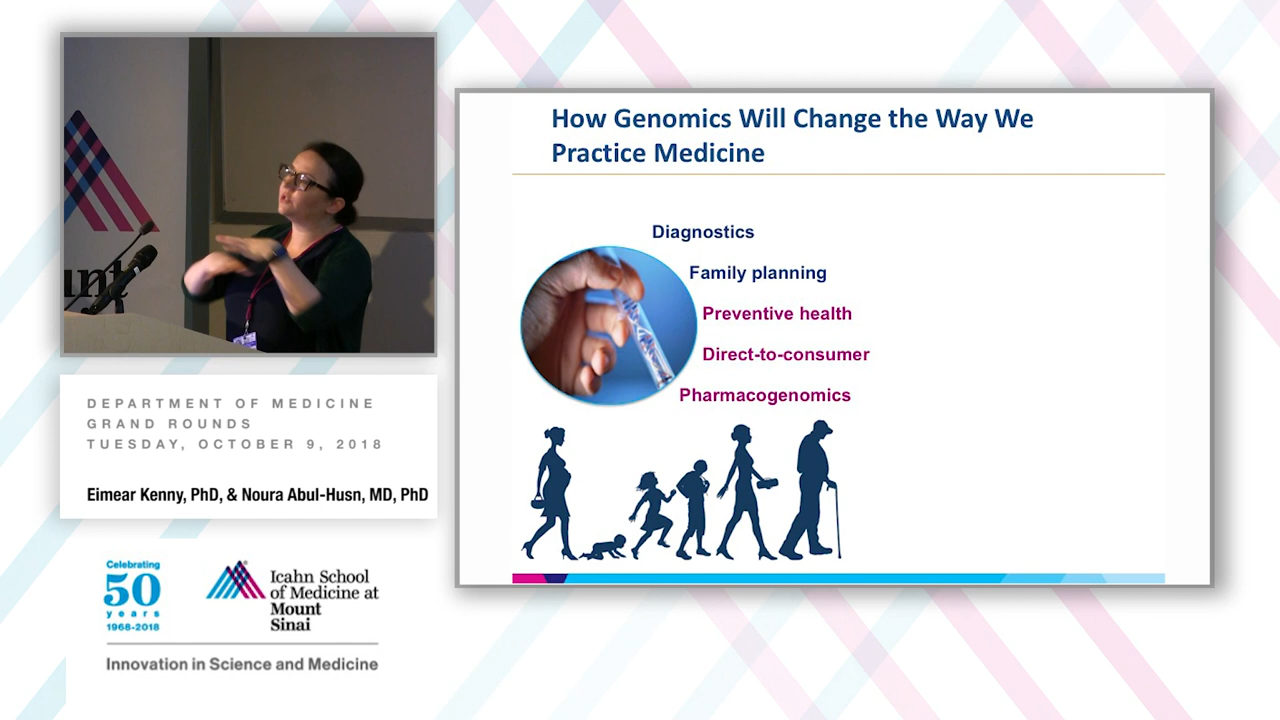 unt
DEPARTMENT OF MEDICINE
GRAND ROUNDS
TUESDAY, OCTOBER 9, 2018
Eimear Kenny, PhD, & Noura Abul-Husn, MD, PhD
Celebrating
50
years
1968-2018
Icahn School
of Medicine at
Mount
Sinai
Innovation in Science and Medicine
How Genomics Will Change the Way We
Practice Medicine
Diagnostics
Family planning
Preventive health
Direct-to-consumer
Pharmacogenomics